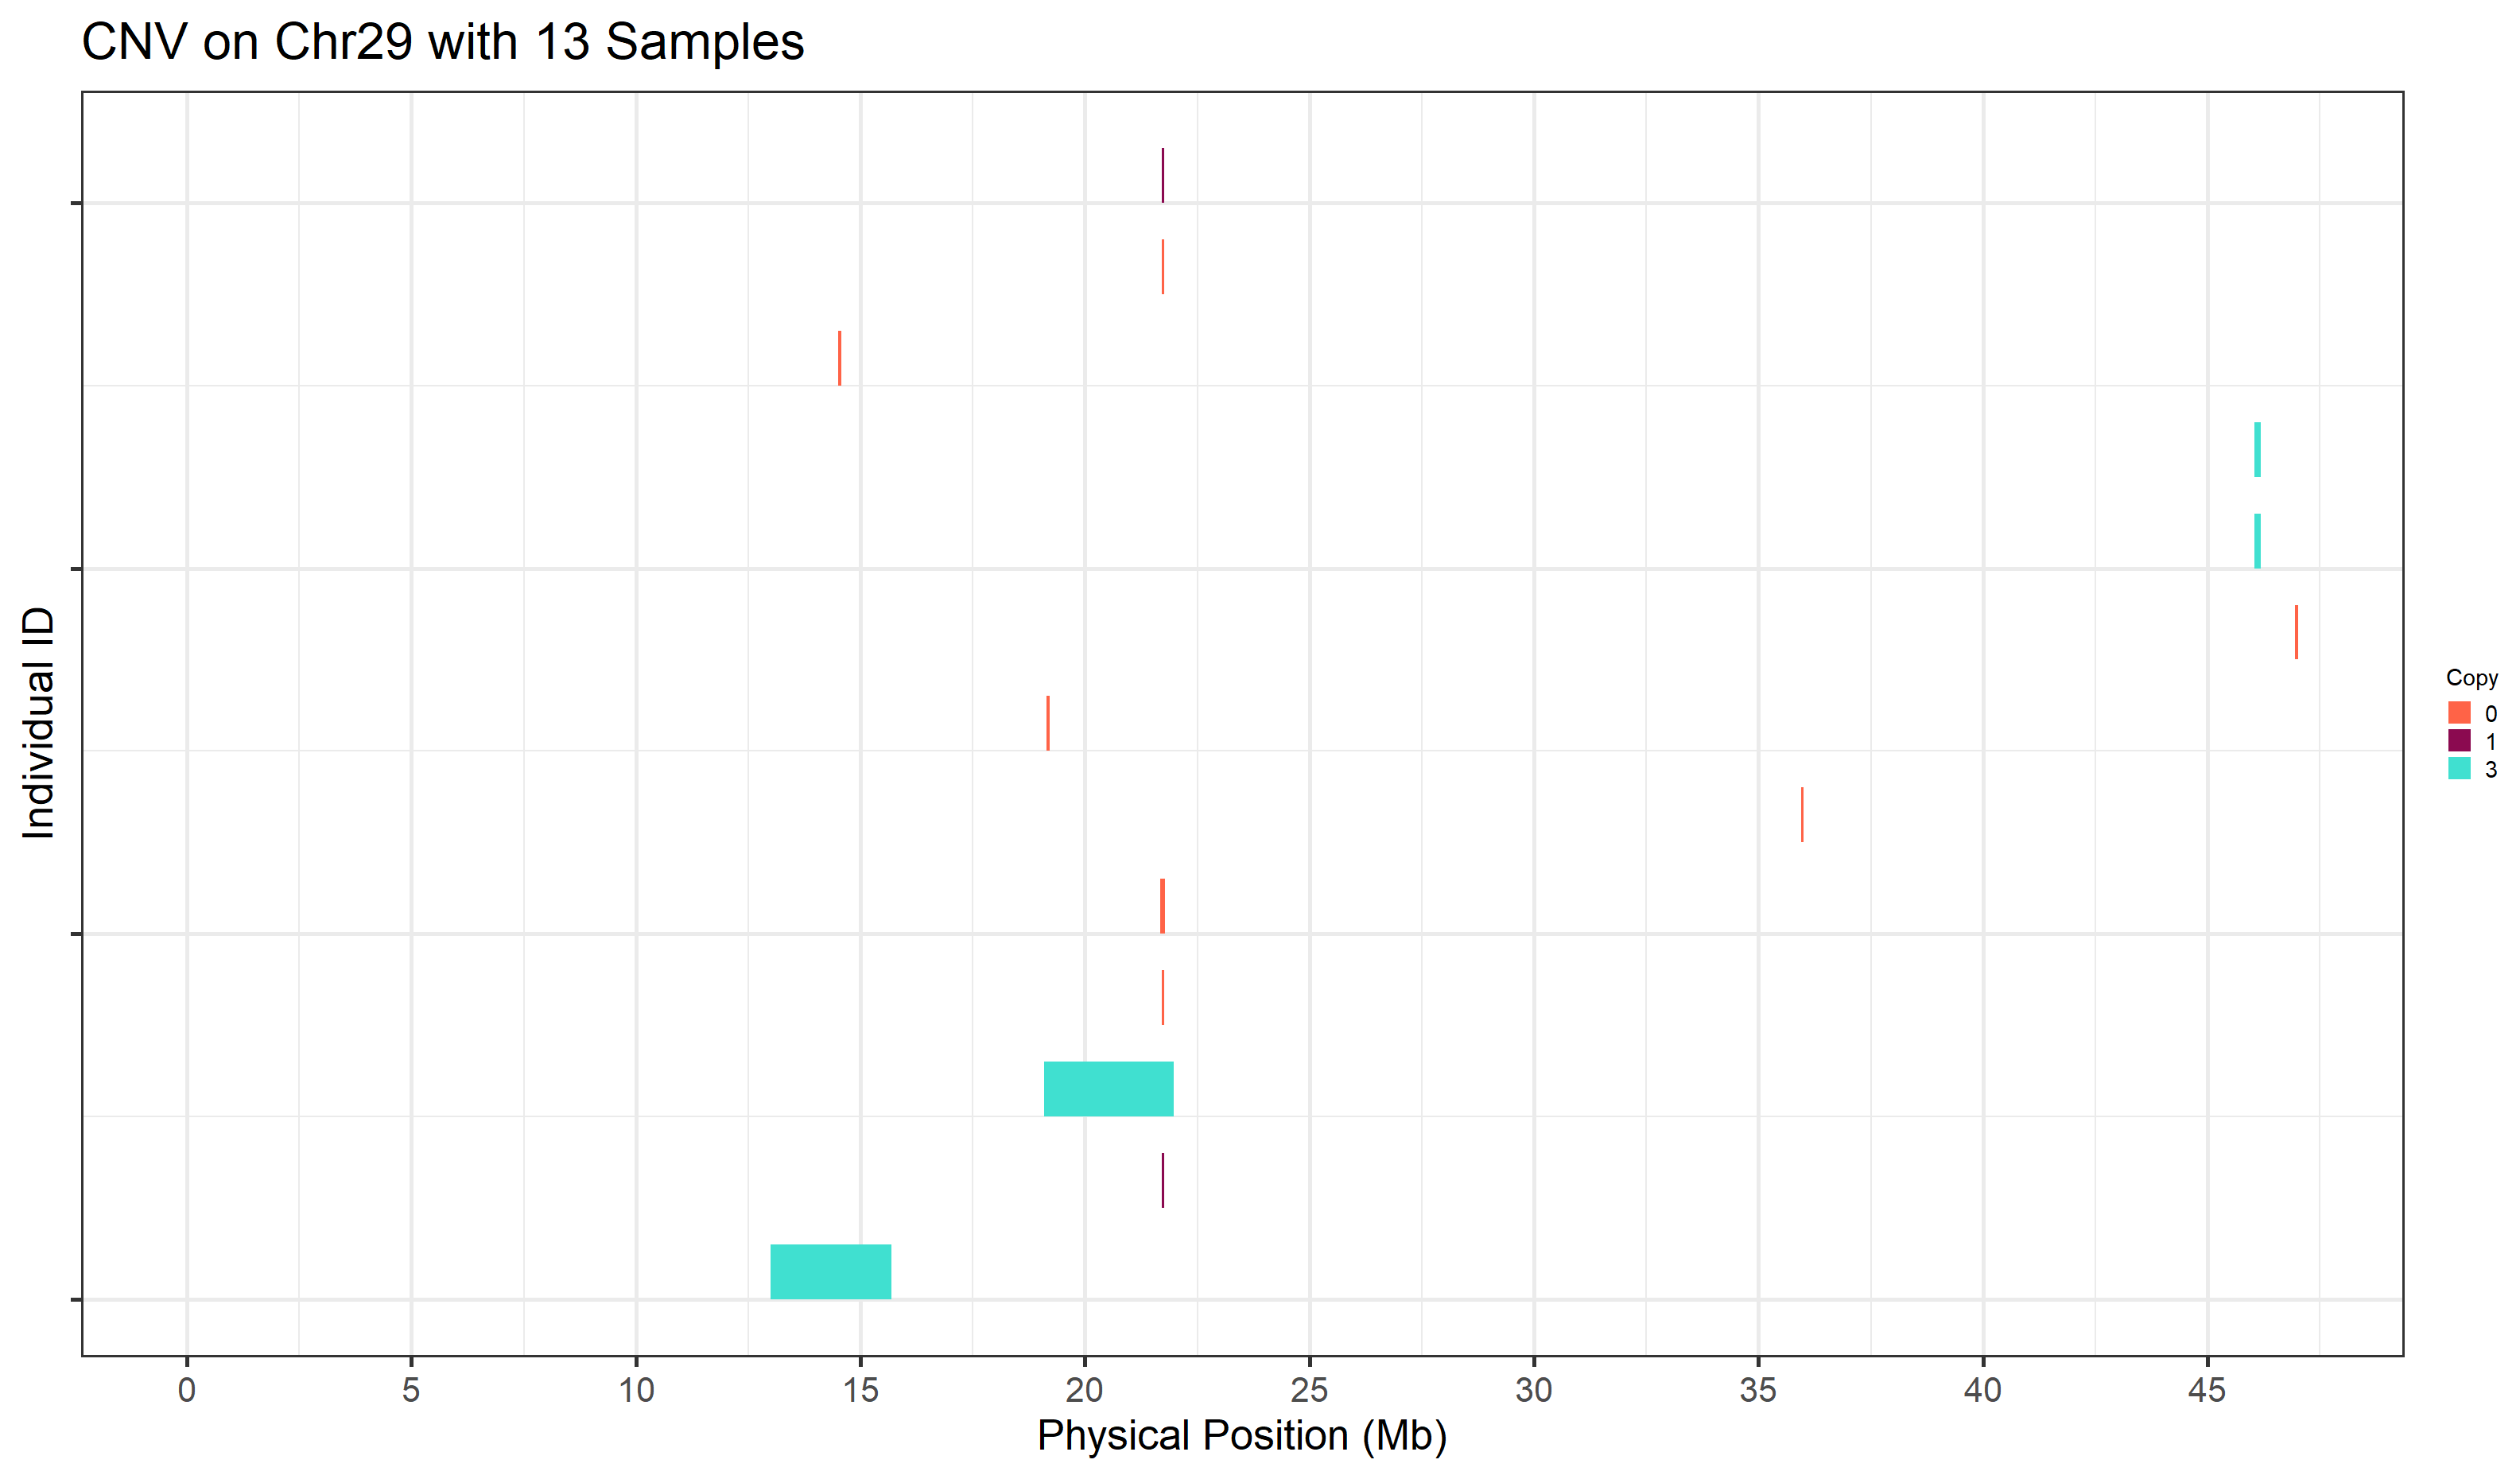 CNV on Chr29 with 13 Samples
Individual ID
Copy
0
1
3
0 5 10 15 20 25 30 35 40 45
Physical Position (Mb)